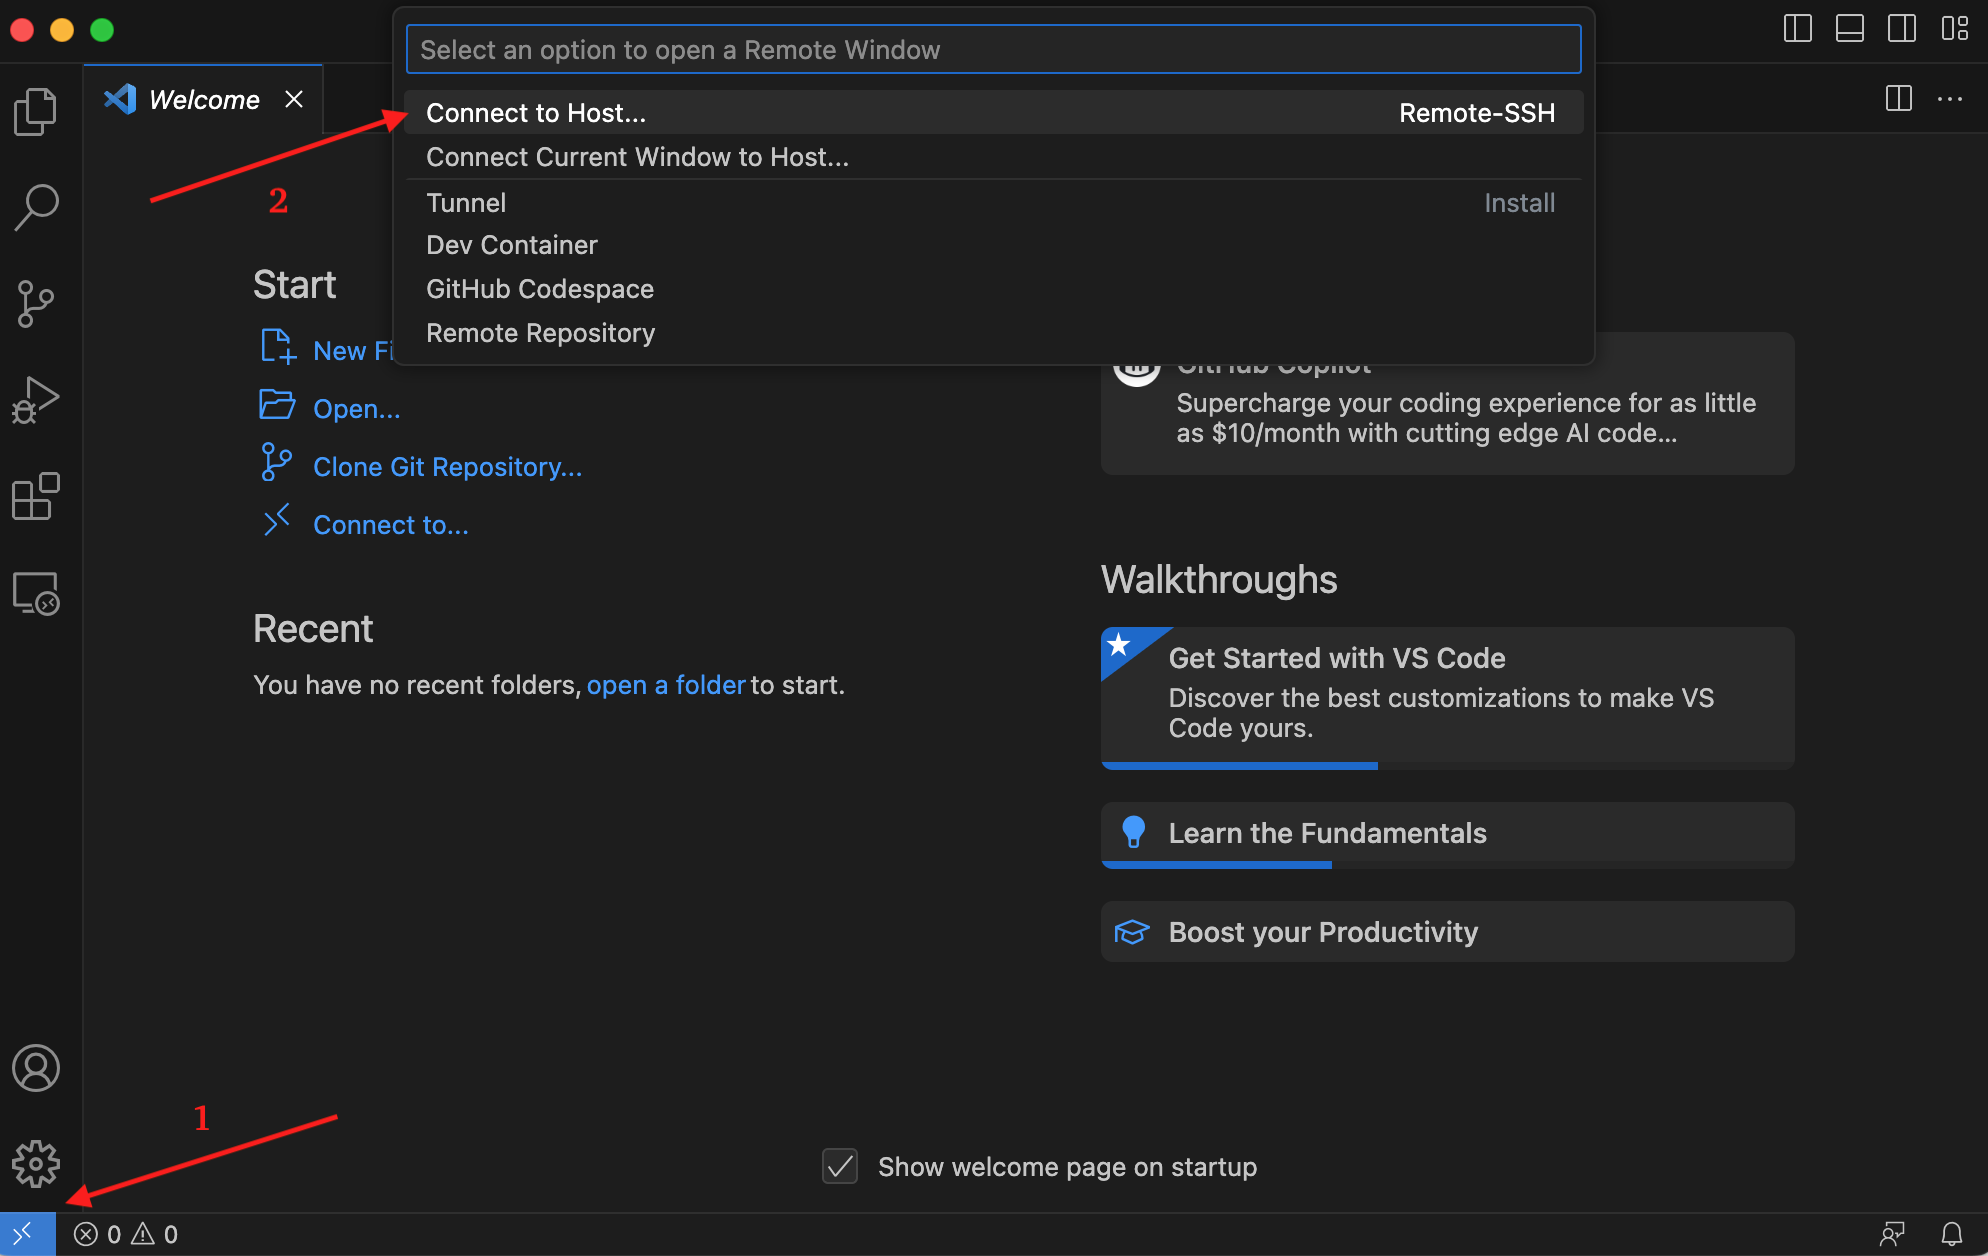 Select an option to open a Remote Window
Welcome
Connect to Host... Remote-SSH
Connect Current Window to Host...
2
Tunnel Install
Dev Container
GitHub Codespace
Remote Repository
Start
New Fi
Open...
Clone Git Repository...
Connect to...
GitHub Copilot
Supercharge your coding experience for as little
as $10/month with cutting edge AI code...
Recent
You have no recent folders, open a folder to start.
Walkthroughs
Get Started with VS Code
Discover the best customizations to make VS
Code yours.
Learn the Fundamentals
Boost your Productivity
1
Show welcome page on startup
0 0